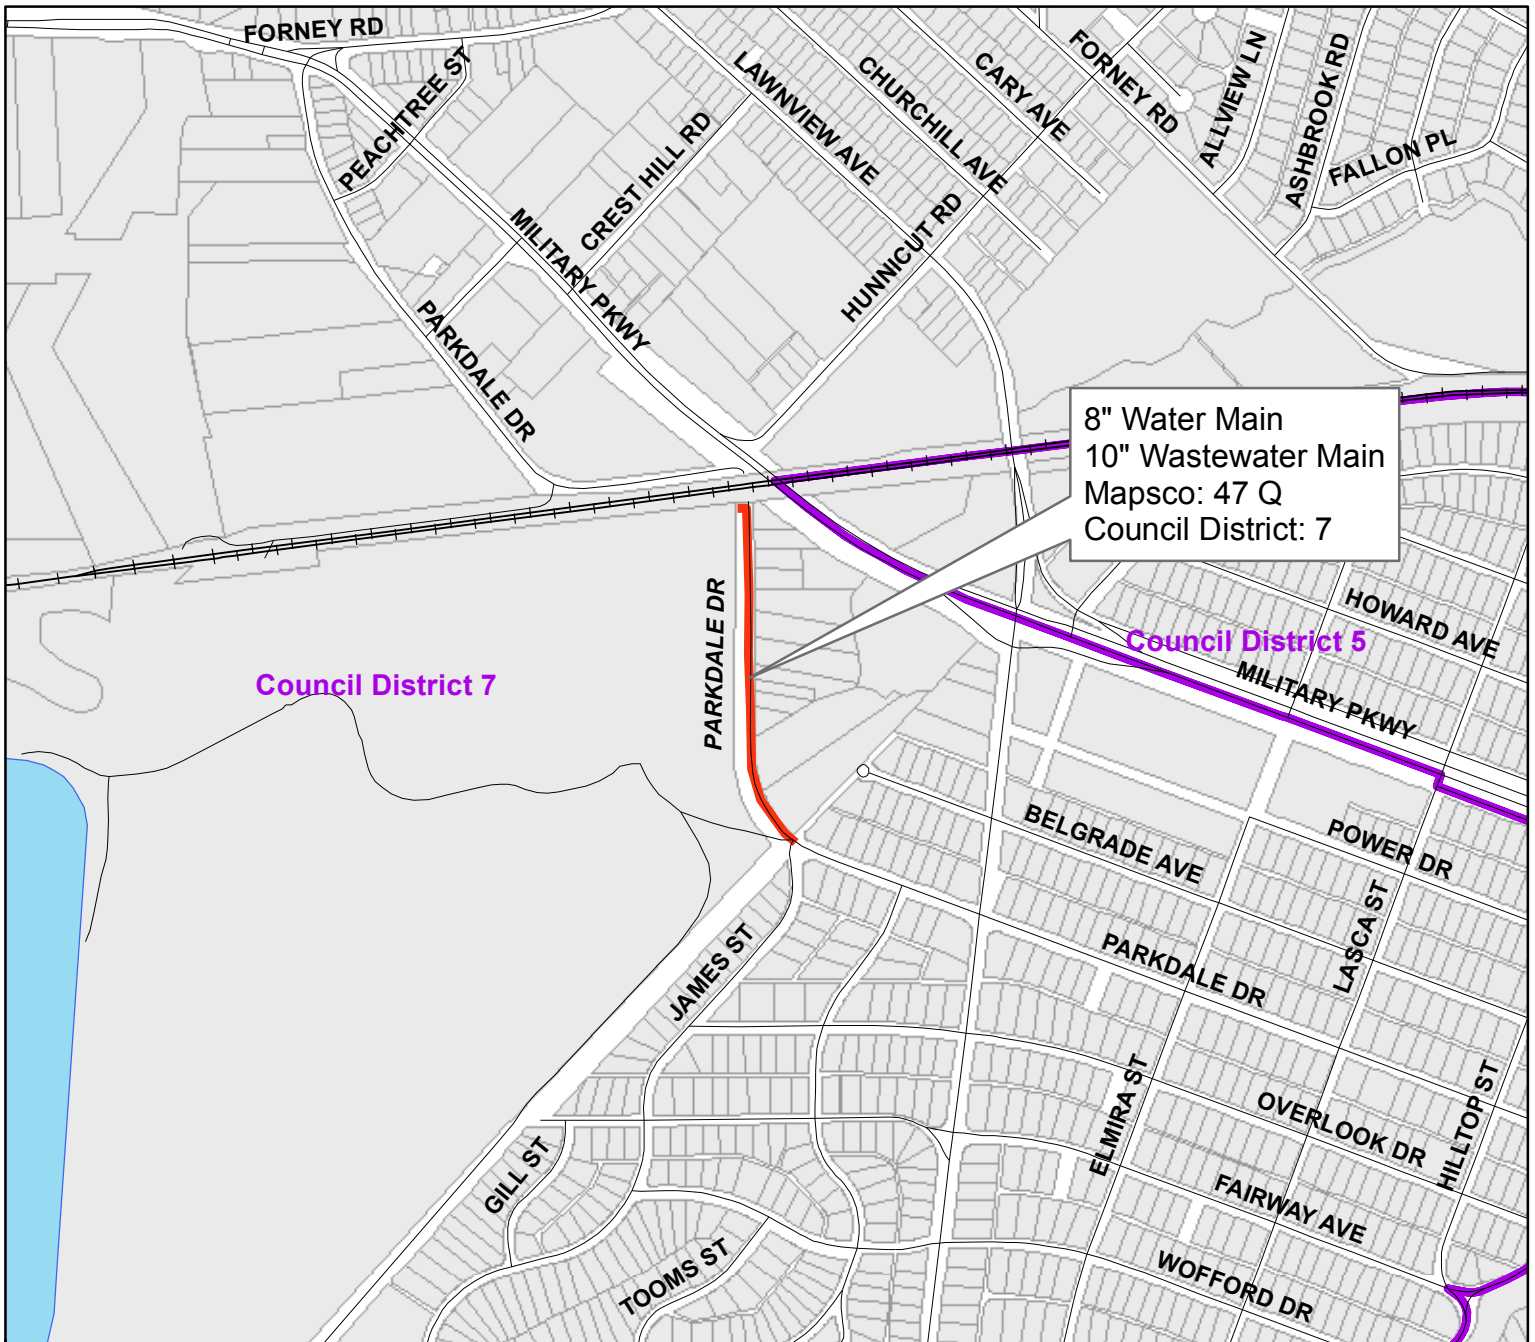 FORNEY RD
PEACHTREE ST
LAWNVIEW AVE
CHURCHILL AVE
CARY AVE
FORNEY RD
ALLVIEW LN
ASHBROOK RD
FALLON PL
CREST HILL RD
MILITARY PKWY
HUNNICUT RD
PARKDALE DR
8" Water Main
10" Wastewater Main
Mapsco: 47 Q
Council District: 7
PARKDALE DR
HOWARD AVE
Council District 5
MILITARY PKWY
Council District 7
BELGRADE AVE
POWER DR
LASCA ST
JAMES ST
PARKDALE DR
ELMIRA ST
OVERLOOK DR
HILLTOP ST
GILL ST
FAIRWAY AVE
TOOMS ST
WOFFORD DR